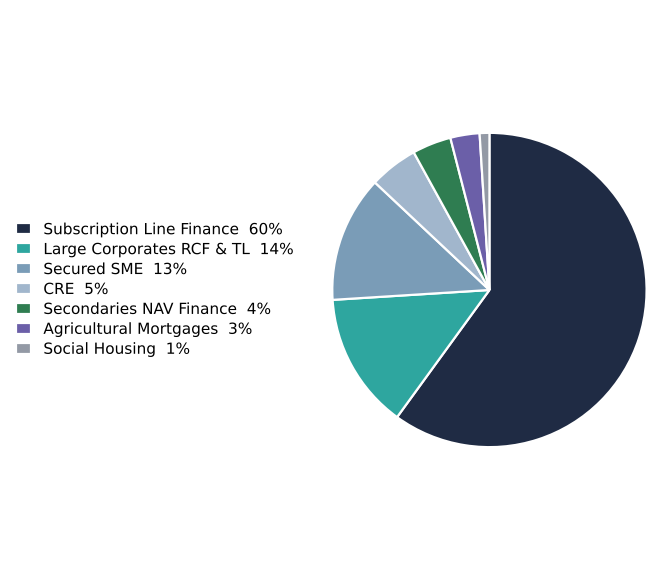 Subscription Line Finance 60%
Large Corporates RCF & TL 14%
Secured SME 13%
CRE 5%
Secondaries NAV Finance 4%
Agricultural Mortgages 3%
Social Housing 1%